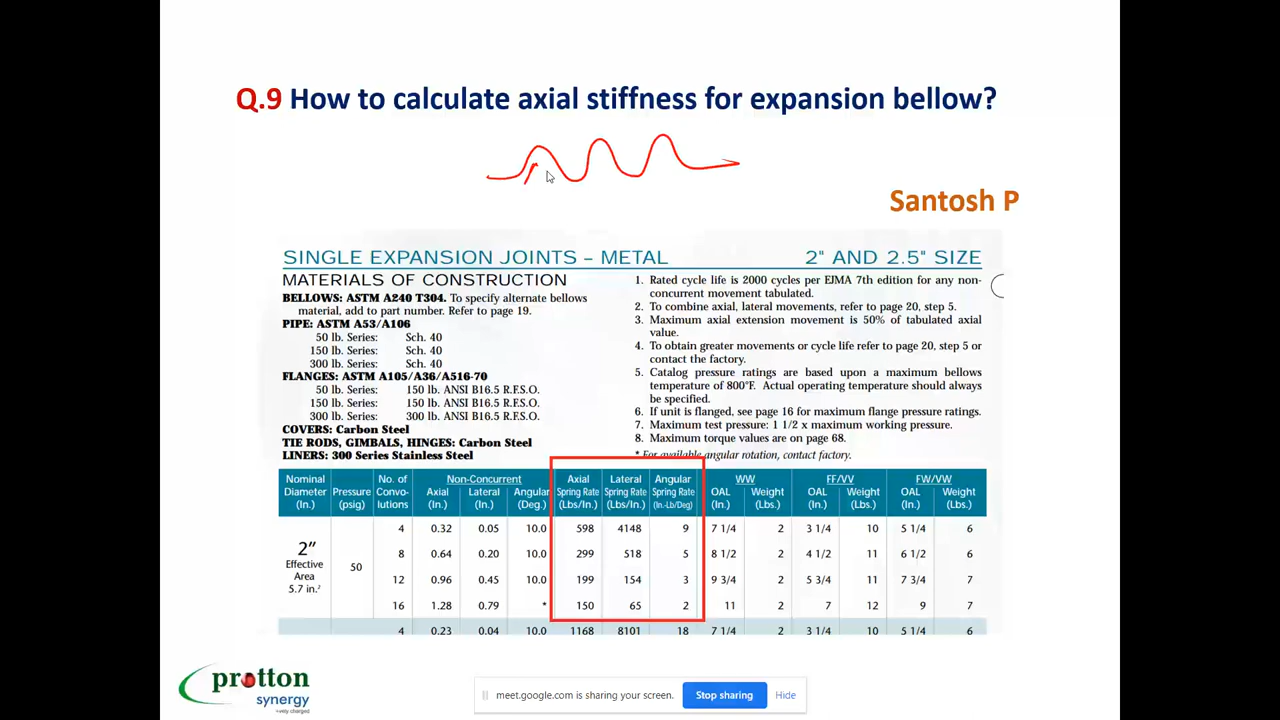 Q.9 How to calculate axial stiffness for expansion bellow?
Santosh P
SINGLE EXPANSION JOINTS – METAL 2" AND 2.5" SIZE
MATERIALS OF CONSTRUCTION
BELLOWS: ASTM A240 T304. To specify alternate bellows
material, add to part number. Refer to page 19.
PIPE: ASTM A53/A106
50 lb. Series: Sch. 40
150 lb. Series: Sch. 40
300 lb. Series: Sch. 40
FLANGES: ASTM A105/A36/A516-70
50 lb. Series: 150 lb. ANSI B16.5 R.F.S.O.
150 lb. Series: 150 lb. ANSI B16.5 R.F.S.O.
300 lb. Series: 300 lb. ANSI B16.5 R.F.S.O.
COVERS: Carbon Steel
TIE RODS, GIMBALS, HINGES: Carbon Steel
LINERS: 300 Series Stainless Steel
1. Rated cycle life is 2000 cycles per EJMA 7th edition for any non-
concurrent movement tabulated.
2. To combine axial, lateral movements, refer to page 20, step 5.
3. Maximum axial extension movement is 50% of tabulated axial
value.
4. To obtain greater movements or cycle life refer to page 20, step 5 or
contact the factory.
5. Catalog pressure ratings are based upon a maximum bellows
temperature of 800°F. Actual operating temperature should always
be specified.
6. If unit is flanged, see page 16 for maximum flange pressure ratings.
7. Maximum test pressure: 1 1/2 x maximum working pressure.
8. Maximum torque values are on page 68.
* For available angular rotation, contact factory.
Nominal No. of Non-Concurrent Axial Lateral Angular WW FF/VV FW/VW
Diameter Pressure Convo- Axial Lateral Angular Spring Rate Spring Rate Spring Rate OAL Weight OAL Weight OAL Weight
(In.) (psig) lutions (In.) (In.) (Deg.) (Lbs/In.) (Lbs/In.) (In.-Lb/Deg) (In.) (Lbs.) (In.) (Lbs.) (In.) (Lbs.)
4 0.32 0.05 10.0 598 4148 9 7 1/4 2 3 1/4 10 5 1/4 6
2" 8 0.64 0.20 10.0 299 518 5 8 1/2 2 4 1/2 11 6 1/2 6
Effective 50
Area 12 0.96 0.45 10.0 199 154 3 9 3/4 2 5 3/4 11 7 3/4 7
5.7 in.²
16 1.28 0.79 * 150 65 2 11 2 7 12 9 7
4 0.23 0.04 10.0 1168 8101 18 7 1/4 2 3 1/4 10 5 1/4 6
protton
synergy
meet.google.com is sharing your screen. Stop sharing Hide